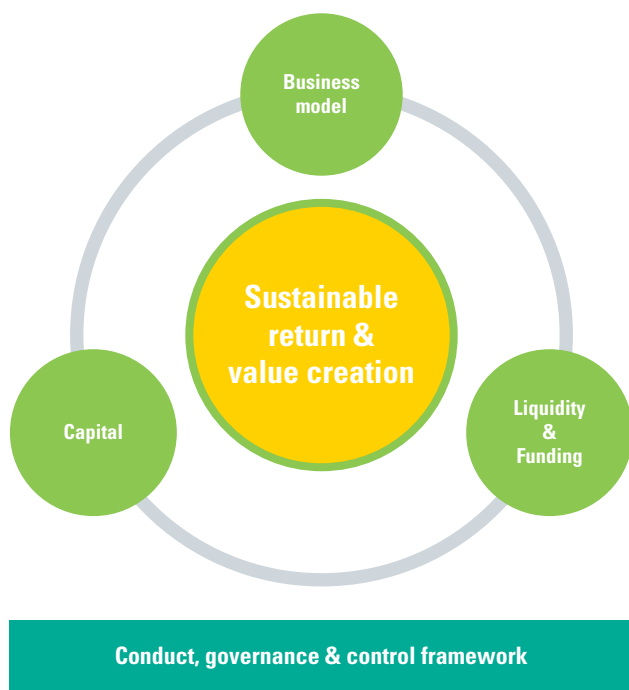 Business
model
Sustainable
return &
value creation
Capital
Liquidity
&
Funding
Conduct, governance & control framework